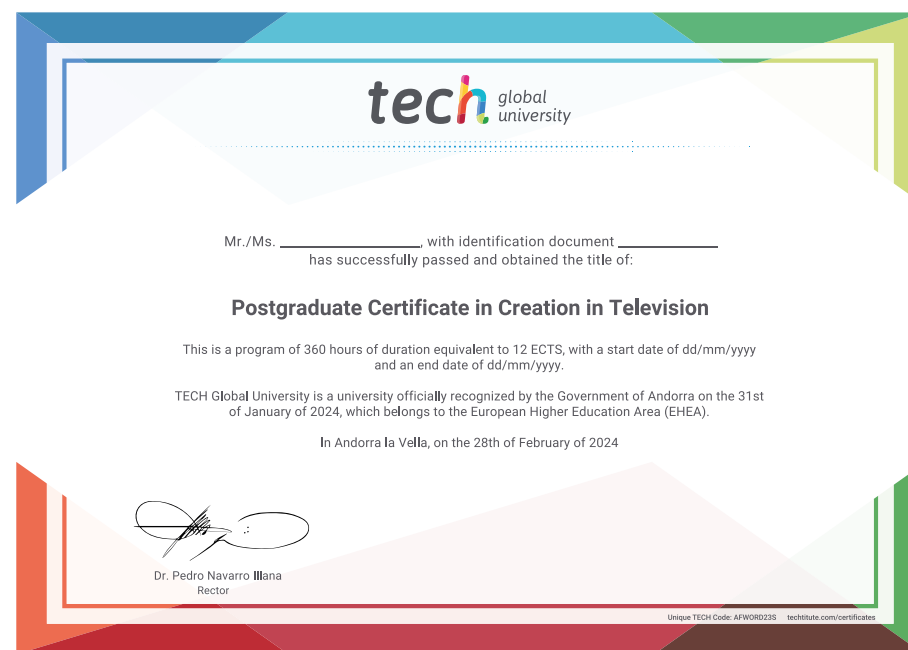 tech global
university
Mr./Ms. ____________, with identification document ____________
has successfully passed and obtained the title of:
Postgraduate Certificate in Creation in Television
This is a program of 360 hours of duration equivalent to 12 ECTS, with a start date of dd/mm/yyyy
and an end date of dd/mm/yyyy.
TECH Global University is a university officially recognized by the Government of Andorra on the 31st
of January of 2024, which belongs to the European Higher Education Area (EHEA).
In Andorra la Vella, on the 28th of February of 2024
Dr. Pedro Navarro Illana
Rector
Unique TECH Code: AFWORD23S techtitute.com/certificates